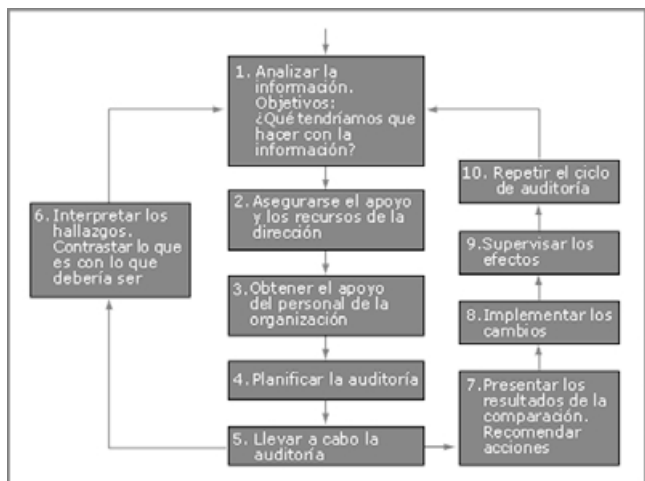 1. Analizar la
información.
Objetivos:
¿Qué tendríamos que
hacer con la
información?
2. Asegurarse el apoyo
y los recursos de la
dirección
3. Obtener el apoyo
del personal de la
organización
4. Planificar la auditoría
5. Llevar a cabo la
auditoría
6. Interpretar los
hallazgos.
Contrastar lo que
es con lo que
debería ser
7. Presentar los
resultados de la
comparación.
Recomendar
acciones
8. Implementar los
cambios
9. Supervisar los
efectos
10. Repetir el ciclo
de auditoría